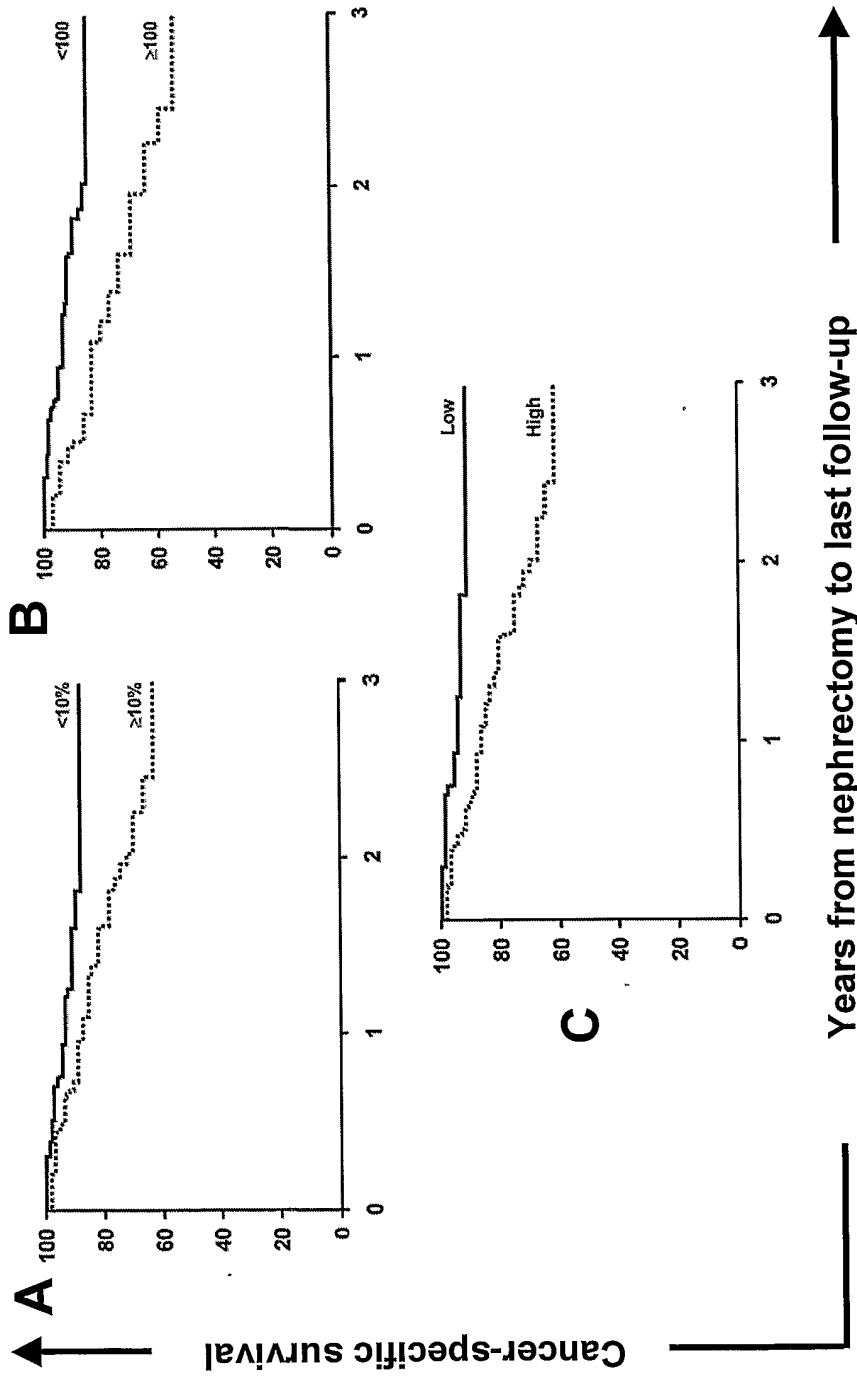 A
100
80
60
40
20
0
0 1 2 3
<10%
≥10%
B
100
80
60
40
20
0
0 1 2 3
<100
≥100
C
100
80
60
40
20
0
0 1 2 3
Low
High
Cancer-specific survival
Years from nephrectomy to last follow-up